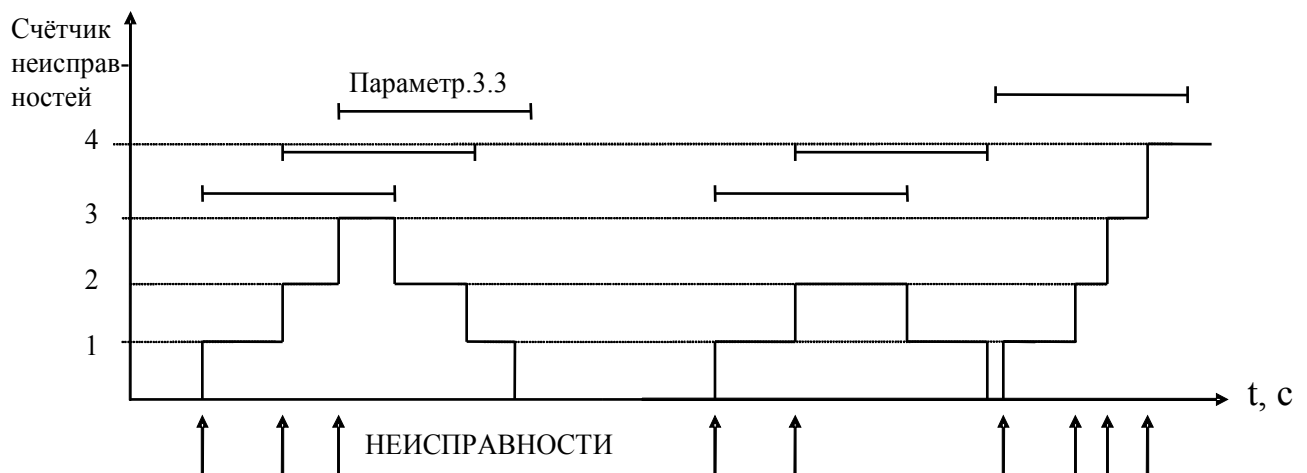 Счётчик
неисправ-
ностей
Параметр.3.3
4
3
2
1
t, с
НЕИСПРАВНОСТИ